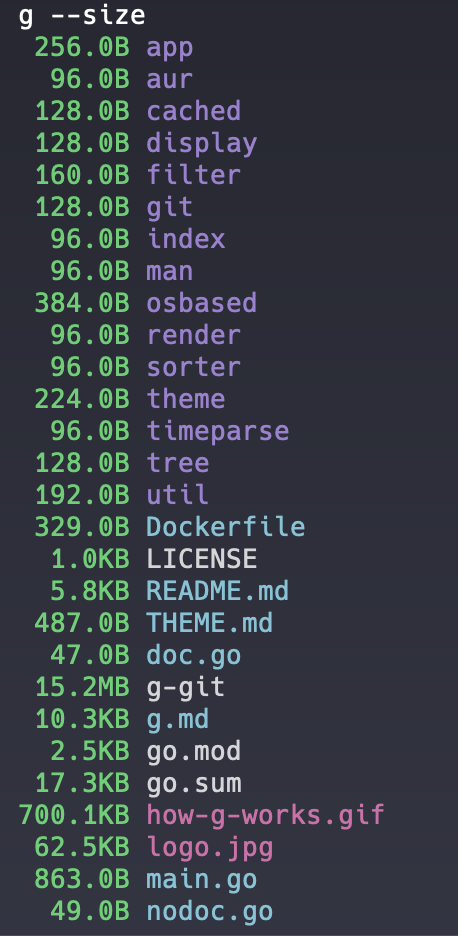 g --size
256.0B app
96.0B aur
128.0B cached
128.0B display
160.0B filter
128.0B git
96.0B index
96.0B man
384.0B osbased
96.0B render
96.0B sorter
224.0B theme
96.0B timeparse
128.0B tree
192.0B util
329.0B Dockerfile
1.0KB LICENSE
5.8KB README.md
487.0B THEME.md
47.0B doc.go
15.2MB g-git
10.3KB g.md
2.5KB go.mod
17.3KB go.sum
700.1KB how-g-works.gif
62.5KB logo.jpg
863.0B main.go
49.0B nodoc.go